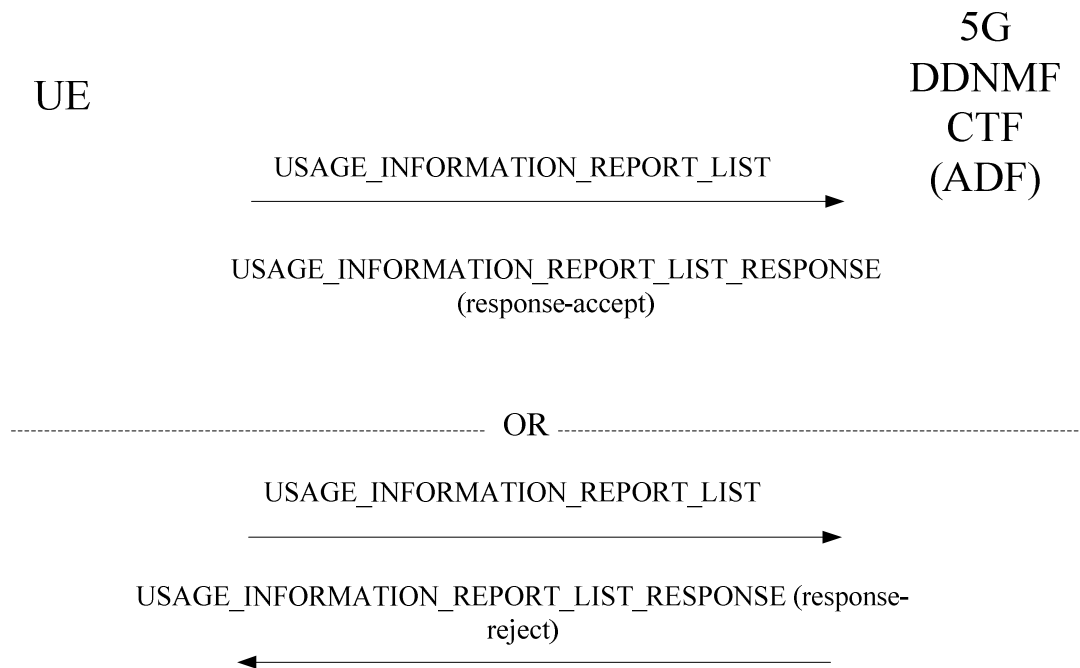 5G
DDNMF
CTF
(ADF)
UE
USAGE_INFORMATION_REPORT_LIST
USAGE_INFORMATION_REPORT_LIST_RESPONSE
(response-accept)
OR
USAGE_INFORMATION_REPORT_LIST
USAGE_INFORMATION_REPORT_LIST_RESPONSE (response-
reject)